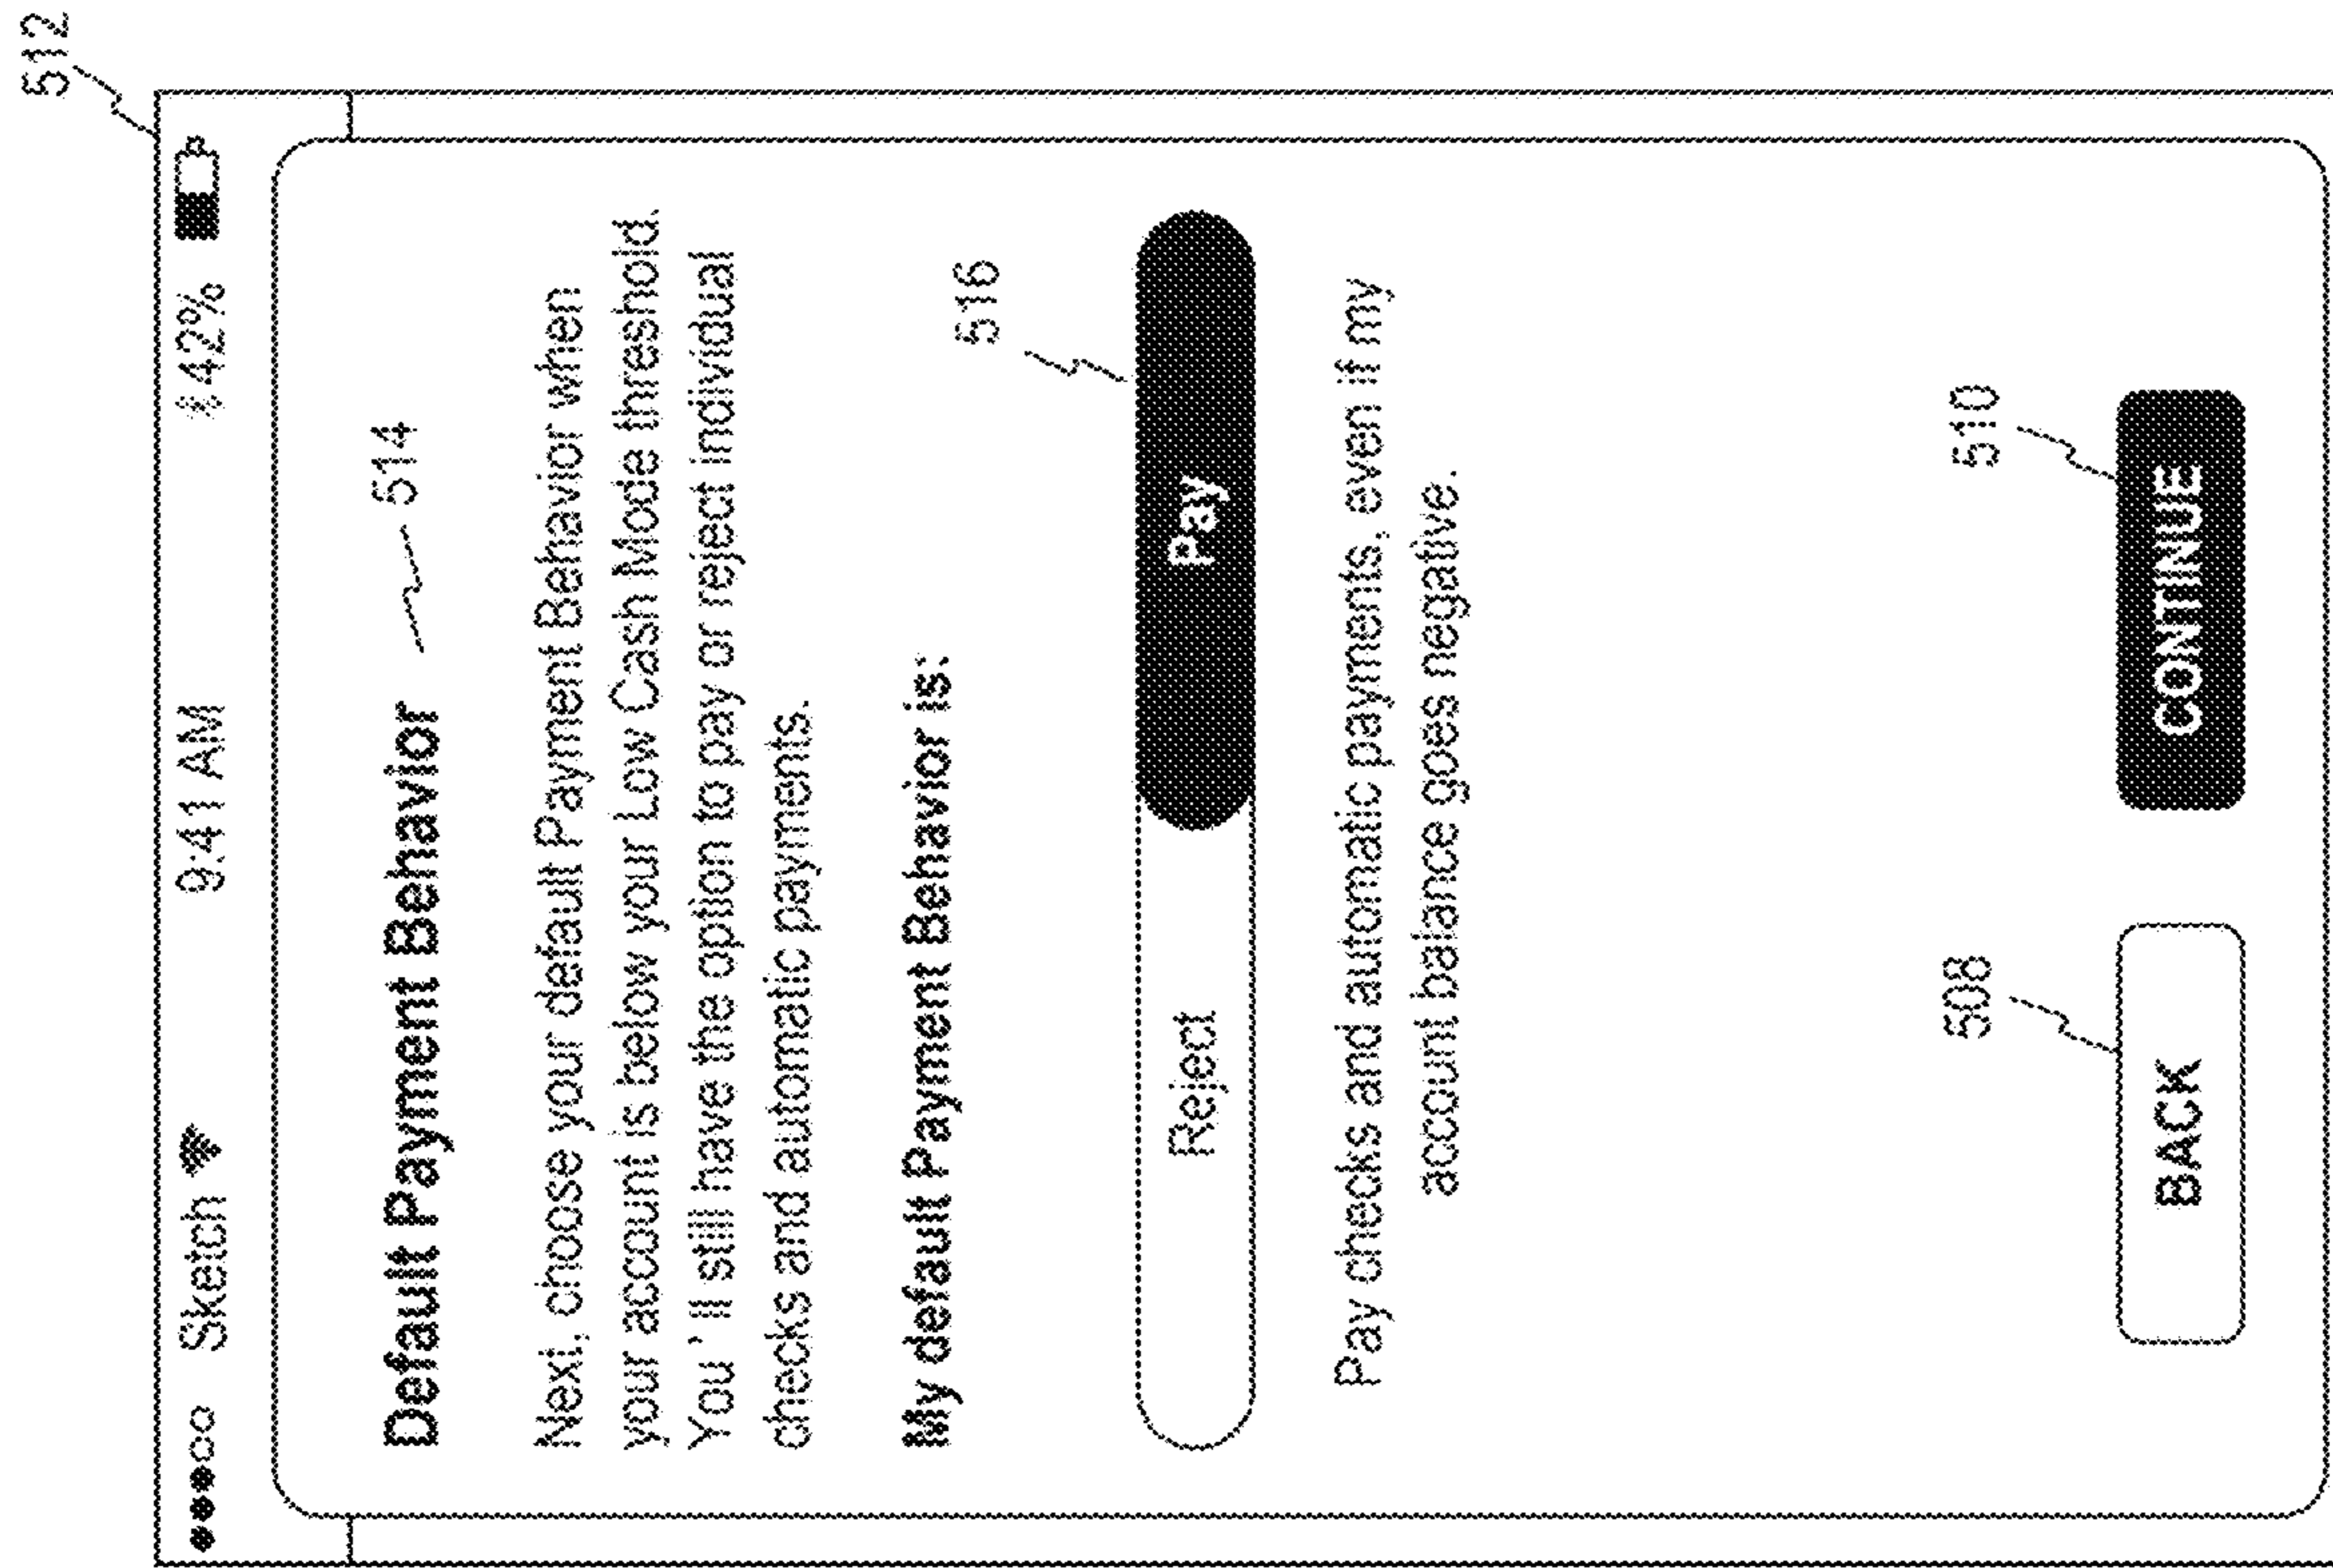 512
Sketch 9:41 AM 42%
Default Payment Behavior 514
Next, choose your default Payment Behavior when
your account is below your Low Cash Mode threshold.
You'll still have the option to pay or reject individual
checks and automatic payments.
My default Payment Behavior is:
516
Reject Pay
Pay checks and automatic payments, even if my
account balance goes negative.
508 510
BACK CONTINUE